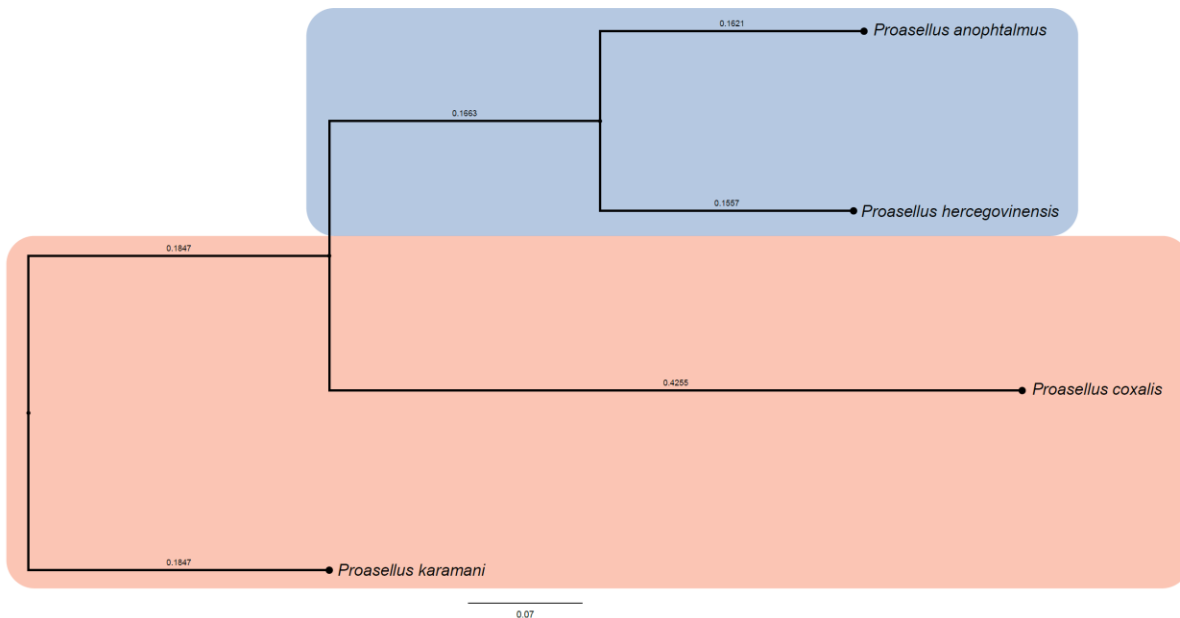 0.1621
Proasellus anophtalmus
0.1663
0.1557
Proasellus hercegovinensis
0.1847
0.4255
Proasellus coxalis
0.1847
Proasellus karamani
0.07